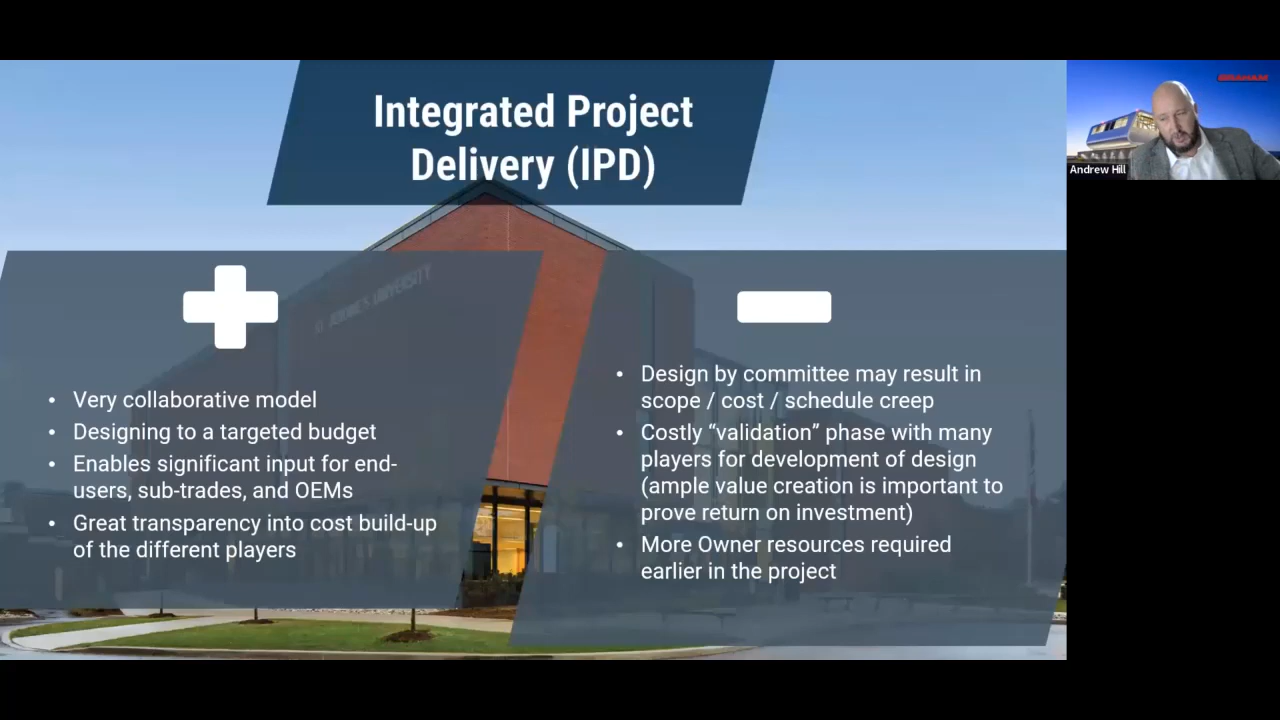 Integrated Project
Delivery (IPD)
Very collaborative model
Designing to a targeted budget
Enables significant input for end-
users, sub-trades, and OEMs
Great transparency into cost build-up
of the different players
Design by committee may result in
scope / cost / schedule creep
Costly “validation” phase with many
players for development of design
(ample value creation is important to
prove return on investment)
More Owner resources required
earlier in the project
Andrew Hill